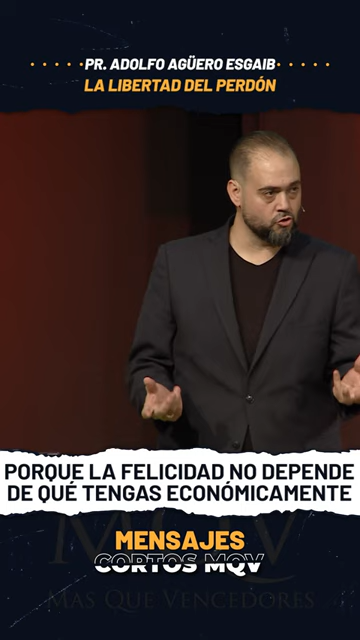 PR. ADOLFO AGÜERO ESGAIB
LA LIBERTAD DEL PERDÓN
PORQUE LA FELICIDAD NO DEPENDE
DE QUÉ TENGAS ECONÓMICAMENTE
MENSAJES
CORTOS MQV
MQV
MAS QUE VENCEDORES